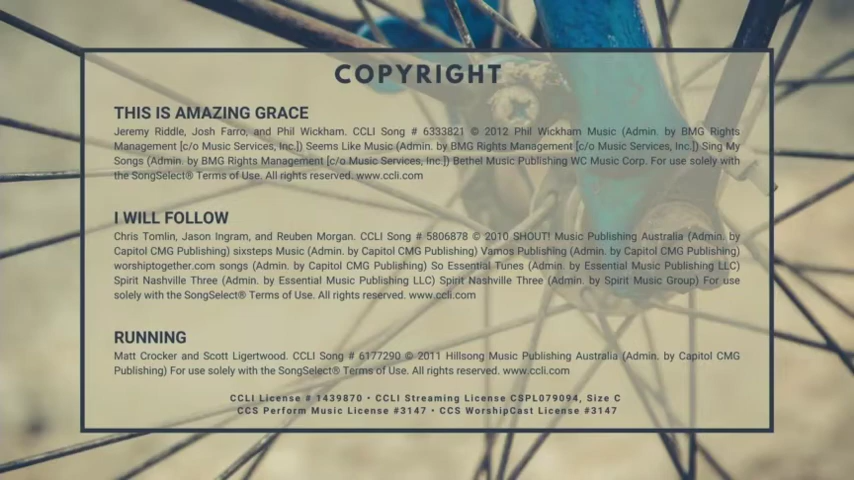 COPYRIGHT
THIS IS AMAZING GRACE
Jeremy Riddle, Josh Farro, and Phil Wickham. CCLI Song # 6333821 © 2012 Phil Wickham Music (Admin. by BMG Rights
Management [c/o Music Services, Inc.]) Seems Like Music (Admin. by BMG Rights Management [c/o Music Services, Inc.]) Sing My
Songs (Admin. by BMG Rights Management [c/o Music Services, Inc.]) Bethel Music Publishing WC Music Corp. For use solely with
the SongSelect® Terms of Use. All rights reserved. www.ccli.com
I WILL FOLLOW
Chris Tomlin, Jason Ingram, and Reuben Morgan. CCLI Song # 5806878 © 2010 SHOUT! Music Publishing Australia (Admin. by
Capitol CMG Publishing) sixsteps Music (Admin. by Capitol CMG Publishing) Vamos Publishing (Admin. by Capitol CMG Publishing)
worshiptogether.com songs (Admin. by Capitol CMG Publishing) So Essential Tunes (Admin. by Essential Music Publishing LLC)
Spirit Nashville Three (Admin. by Essential Music Publishing LLC) Spirit Nashville Three (Admin. by Spirit Music Group) For use
solely with the SongSelect® Terms of Use. All rights reserved. www.ccli.com
RUNNING
Matt Crocker and Scott Ligertwood. CCLI Song # 6177290 © 2011 Hillsong Music Publishing Australia (Admin. by Capitol CMG
Publishing) For use solely with the SongSelect® Terms of Use. All rights reserved. www.ccli.com
CCLI License # 1439870 • CCLI Streaming License CSPL079094, Size C
CCS Perform Music License #3147 • CCS WorshipCast License #3147